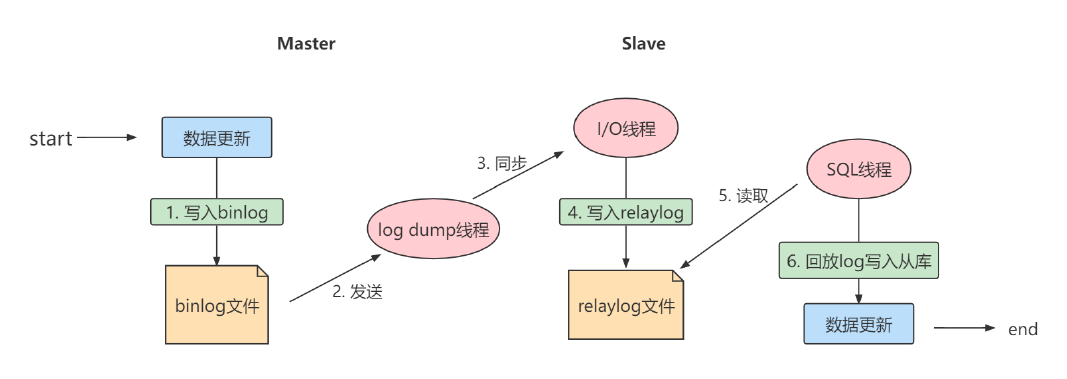 Master
Slave
start
数据更新
1. 写入binlog
binlog文件
2. 发送
log dump线程
3. 同步
I/O线程
4. 写入relaylog
relaylog文件
5. 读取
SQL线程
6. 回放log写入从库
数据更新
end